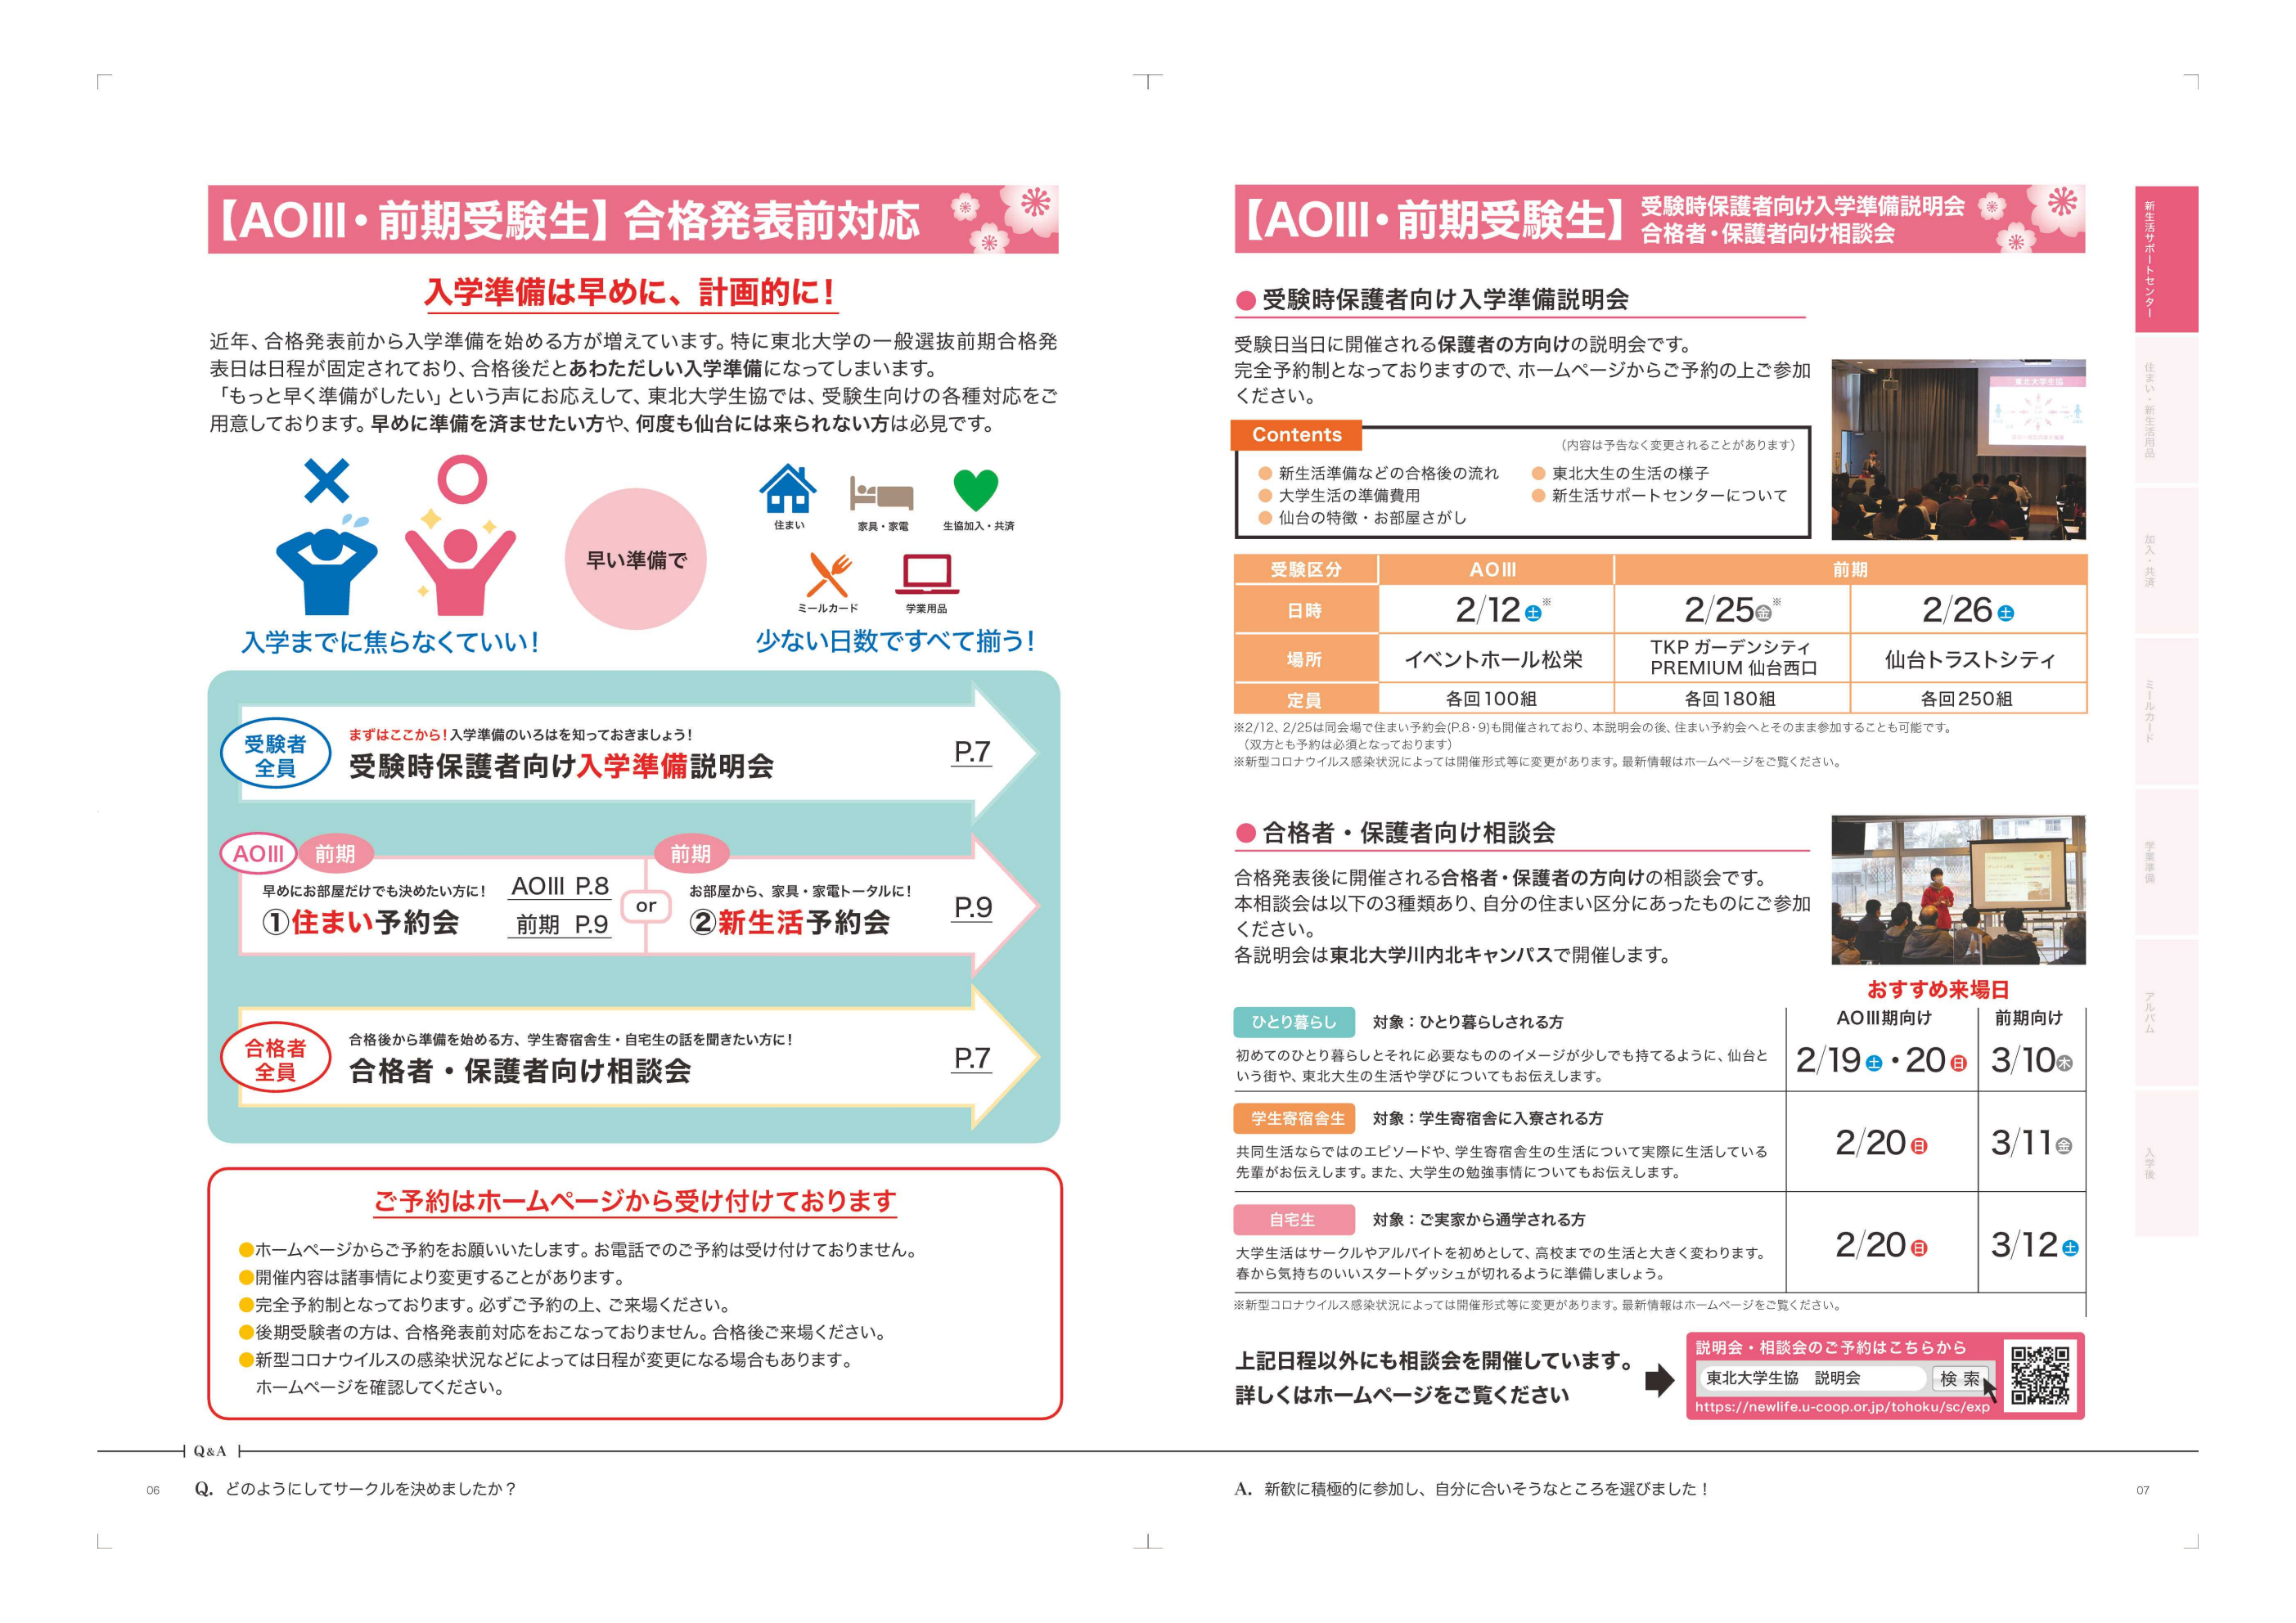 【AOIII・前期受験生】合格発表前対応
入学準備は早めに、計画的に！
近年、合格発表前から入学準備を始める方が増えています。特に東北大学の一般選抜前期合格発
表日は日程が固定されており、合格後だとあわただしい入学準備になってしまいます。
「もっと早く準備がしたい」という声にお応えして、東北大学生協では、受験生向けの各種対応をご
用意しております。早めに準備を済ませたい方や、何度も仙台には来られない方は必見です。
早い準備で
住まい
家具・家電
生協加入・共済
ミールカード
学業用品
入学までに焦らなくていい！
少ない日数ですべて揃う！
受験者
全員
まずはここから！入学準備のいろはを知っておきましょう！
受験時保護者向け入学準備説明会
P.7
AOIII
前期
早めにお部屋だけでも決めたい方に！
①住まい予約会
AOIII P.8
前期 P.9
or
前期
お部屋から、家具・家電トータルに！
②新生活予約会
P.9
合格者
全員
合格後から準備を始める方、学生寄宿舎生・自宅生の話を聞きたい方に！
合格者・保護者向け相談会
P.7
ご予約はホームページから受け付けております
●ホームページからご予約をお願いいたします。お電話でのご予約は受け付けておりません。
●開催内容は諸事情により変更することがあります。
●完全予約制となっております。必ずご予約の上、ご来場ください。
●後期受験者の方は、合格発表前対応をおこなっておりません。合格後ご来場ください。
●新型コロナウイルスの感染状況などによっては日程が変更になる場合もあります。
ホームページを確認してください。
Q&A
06
Q. どのようにしてサークルを決めましたか？
【AOIII・前期受験生】
受験時保護者向け入学準備説明会
合格者・保護者向け相談会
●受験時保護者向け入学準備説明会
受験日当日に開催される保護者の方向けの説明会です。
完全予約制となっておりますので、ホームページからご予約の上ご参加
ください。
東北大学生協
Contents
（内容は予告なく変更されることがあります）
●新生活準備などの合格後の流れ
●大学生活の準備費用
●仙台の特徴・お部屋さがし
●東北大生の生活の様子
●新生活サポートセンターについて
受験区分 AOIII 前期
日時 2/12土※ 2/25金※ 2/26土
場所 イベントホール松栄 TKP ガーデンシティ
PREMIUM 仙台西口 仙台トラストシティ
定員 各回100組 各回180組 各回250組
※2/12、2/25は同会場で住まい予約会(P.8・9)も開催されており、本説明会の後、住まい予約会へとそのまま参加することも可能です。
（双方とも予約は必須となっております）
※新型コロナウイルス感染状況によっては開催形式等に変更があります。最新情報はホームページをご覧ください。
●合格者・保護者向け相談会
合格発表後に開催される合格者・保護者の方向けの相談会です。
本相談会は以下の3種類あり、自分の住まい区分にあったものにご参加
ください。
各説明会は東北大学川内北キャンパスで開催します。
おすすめ来場日
AOIII期向け 前期向け
ひとり暮らし 対象：ひとり暮らしされる方
初めてのひとり暮らしとそれに必要なもののイメージが少しでも持てるように、仙台と
いう街や、東北大生の生活や学びについてもお伝えします。
2/19土・20日 3/10木
学生寄宿舎生 対象：学生寄宿舎に入寮される方
共同生活ならではのエピソードや、学生寄宿舎生の生活について実際に生活している
先輩がお伝えします。また、大学生の勉強事情についてもお伝えします。
2/20日 3/11金
自宅生 対象：ご実家から通学される方
大学生活はサークルやアルバイトを初めとして、高校までの生活と大きく変わります。
春から気持ちのいいスタートダッシュが切れるように準備しましょう。
2/20日 3/12土
※新型コロナウイルス感染状況によっては開催形式等に変更があります。最新情報はホームページをご覧ください。
上記日程以外にも相談会を開催しています。
詳しくはホームページをご覧ください
説明会・相談会のご予約はこちらから
東北大学生協 説明会 検索
https://newlife.u-coop.or.jp/tohoku/sc/exp
A. 新歓に積極的に参加し、自分に合いそうなところを選びました！
07
新生活サポートセンター
住まい・新生活用品
加入・共済
ミールカード
学業準備
アルバム
入学後